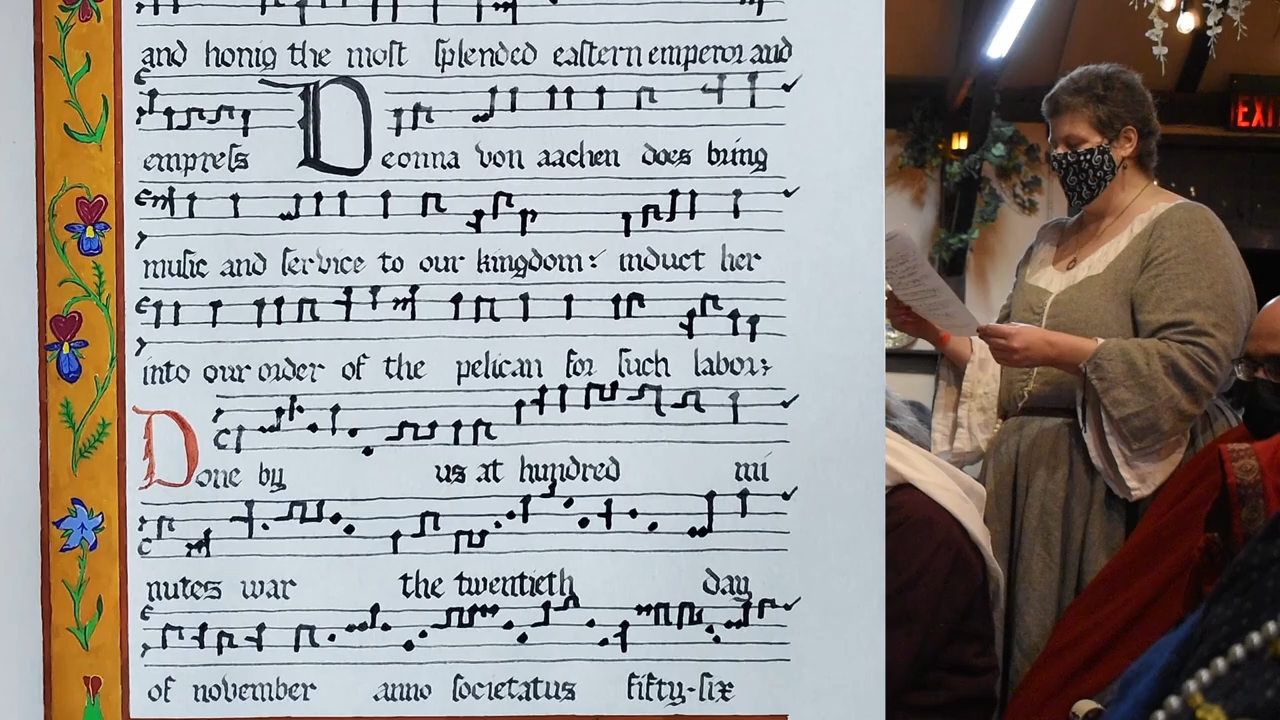 and honig the most splended eastern emperor and
empress Deonna von aachen does bring
music and service to our kingdom: induct her
into our order of the pelican for such labor;
Done by us at hundred mi
nutes war the twentieth day
of november anno societatus fifty-six
EXI